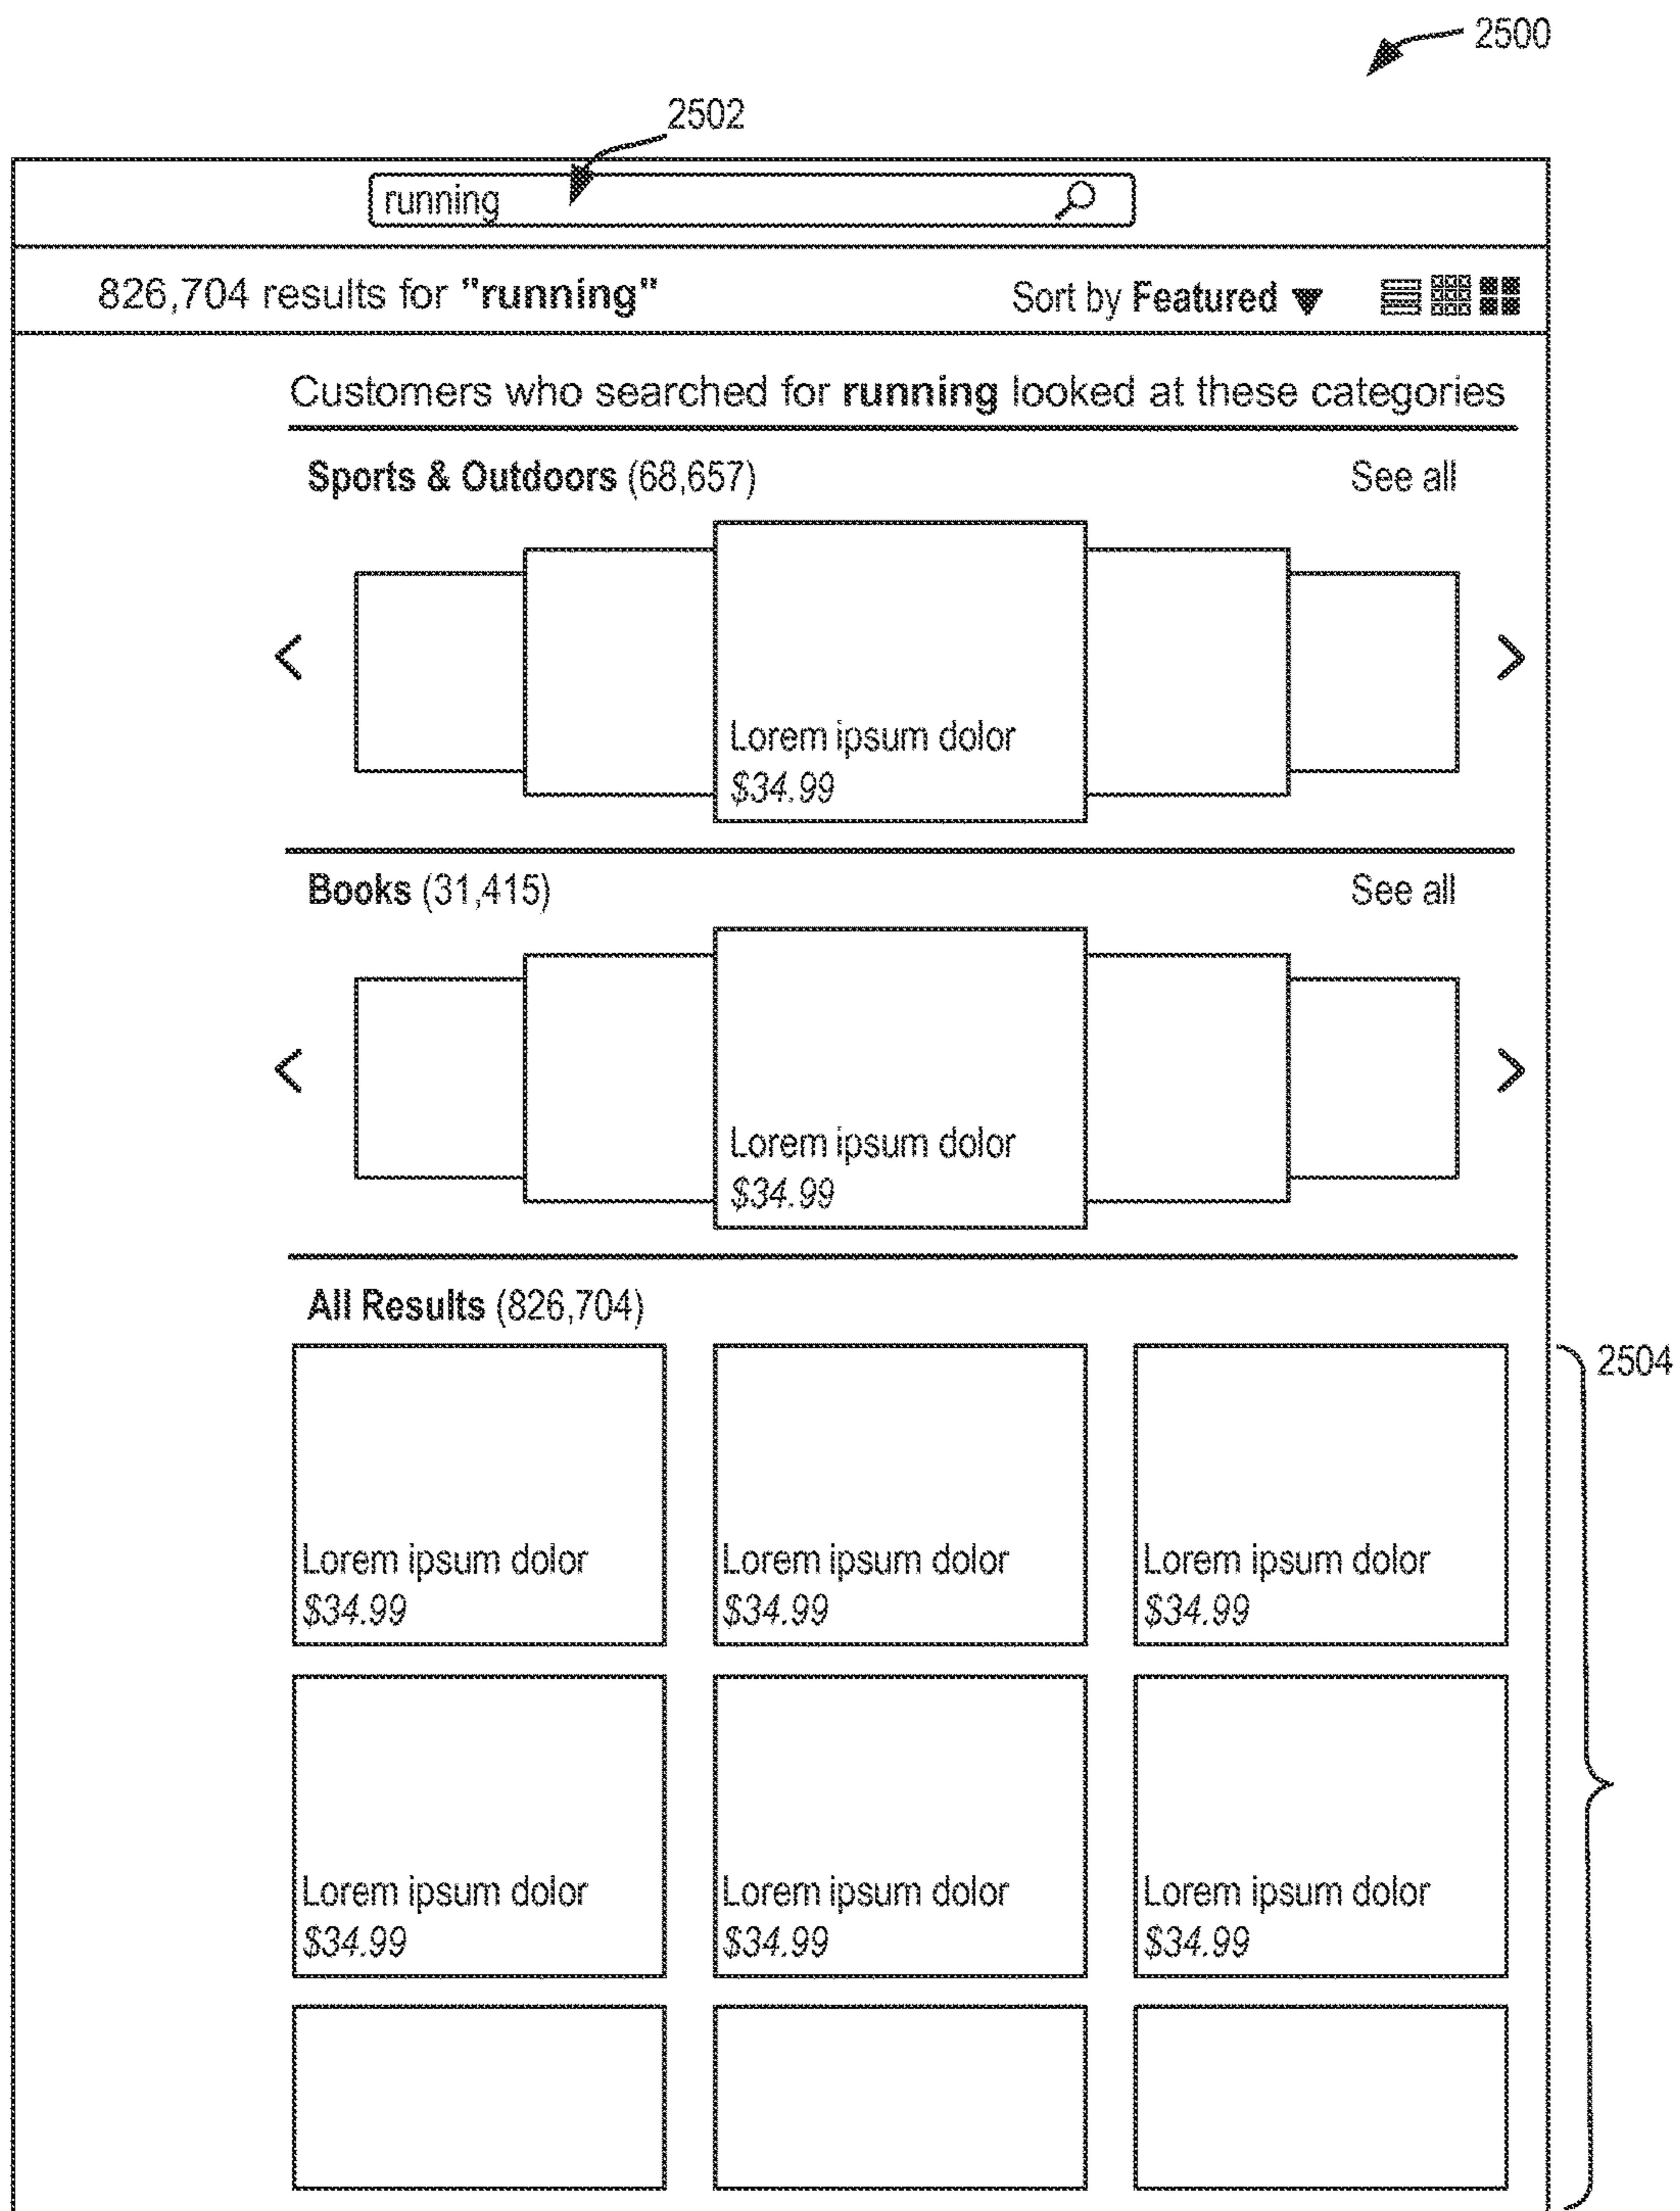 2500
2502
running
826,704 results for "running"
Sort by Featured ▼
Customers who searched for running looked at these categories
Sports & Outdoors (68,657)
See all
Lorem ipsum dolor
$34.99
Books (31,415)
See all
Lorem ipsum dolor
$34.99
All Results (826,704)
2504
Lorem ipsum dolor
$34.99
Lorem ipsum dolor
$34.99
Lorem ipsum dolor
$34.99
Lorem ipsum dolor
$34.99
Lorem ipsum dolor
$34.99
Lorem ipsum dolor
$34.99